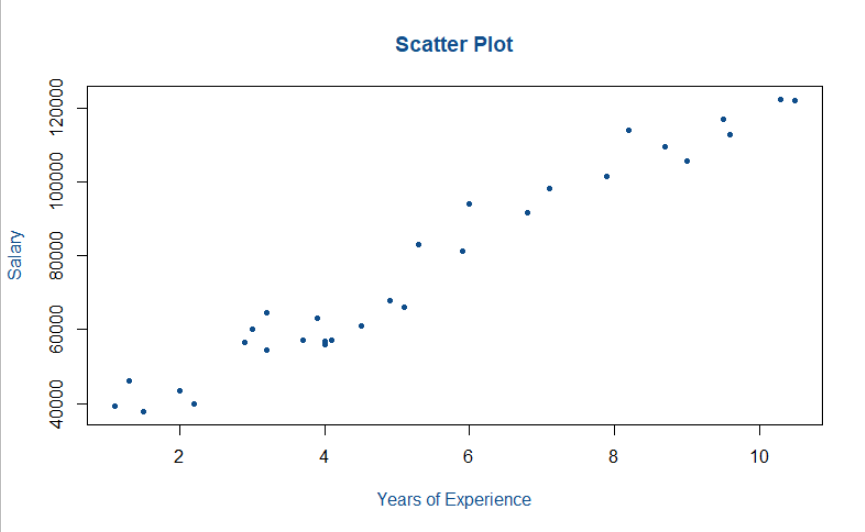 Scatter Plot
120000
100000
80000
60000
40000
Salary
2 4 6 8 10
Years of Experience